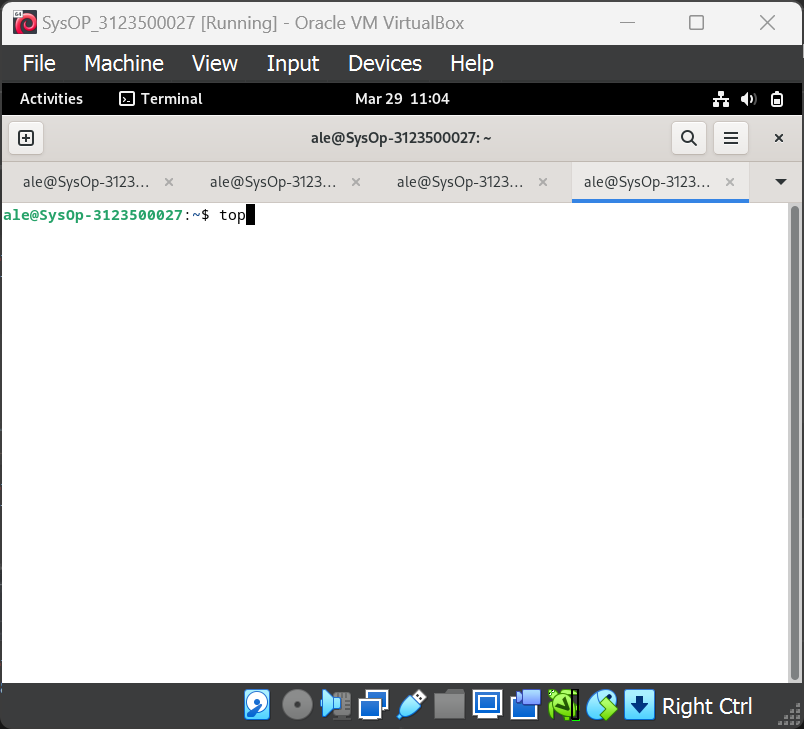 SysOP_3123500027 [Running] - Oracle VM VirtualBox
File Machine View Input Devices Help
Activities Terminal Mar 29 11:04
ale@SysOp-3123500027: ~
ale@SysOp-3123... ale@SysOp-3123... ale@SysOp-3123... ale@SysOp-3123...
ale@SysOp-3123500027:~$ top
Right Ctrl